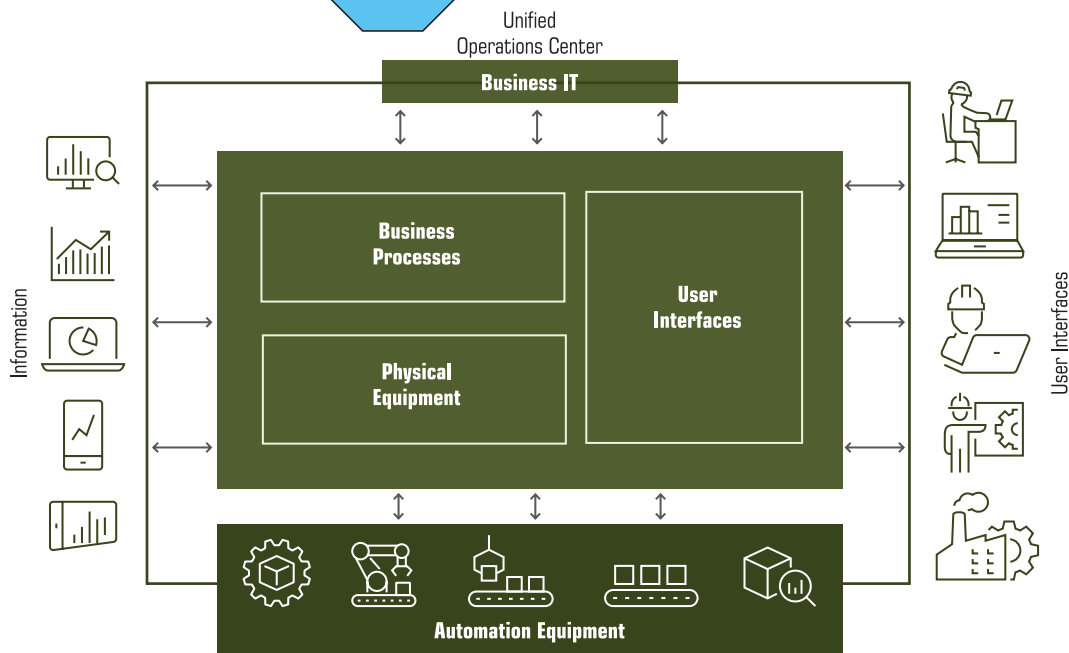 Unified
Operations Center
Business IT
Information
Business
Processes
User
Interfaces
Physical
Equipment
User Interfaces
Automation Equipment